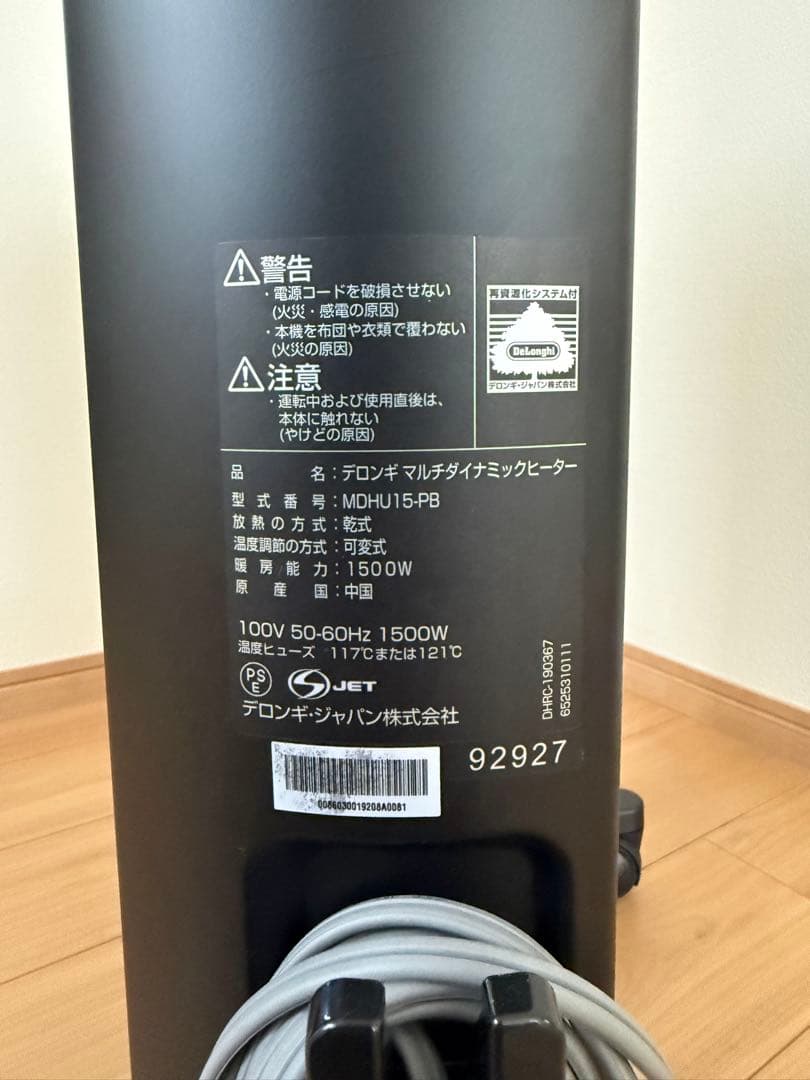 警告
・電源コードを破損させない
(火災・感電の原因)
・本機を布団や衣類で覆わない
(火災の原因)
注意
・運転中および使用直後は、
本体に触れない
(やけどの原因)
再資源化システム付
DeLonghi
デロンギ・ジャパン株式会社
品名：デロンギ マルチダイナミックヒーター
型式番号：MDHU15-PB
放熱の方式：乾式
温度調節の方式：可変式
暖房能力：1500W
原産国：中国
100V 50-60Hz 1500W
温度ヒューズ 117℃または121℃
PSE
JET
デロンギ・ジャパン株式会社
DHRC-190367
6525310111
92927
0086030019208A0081